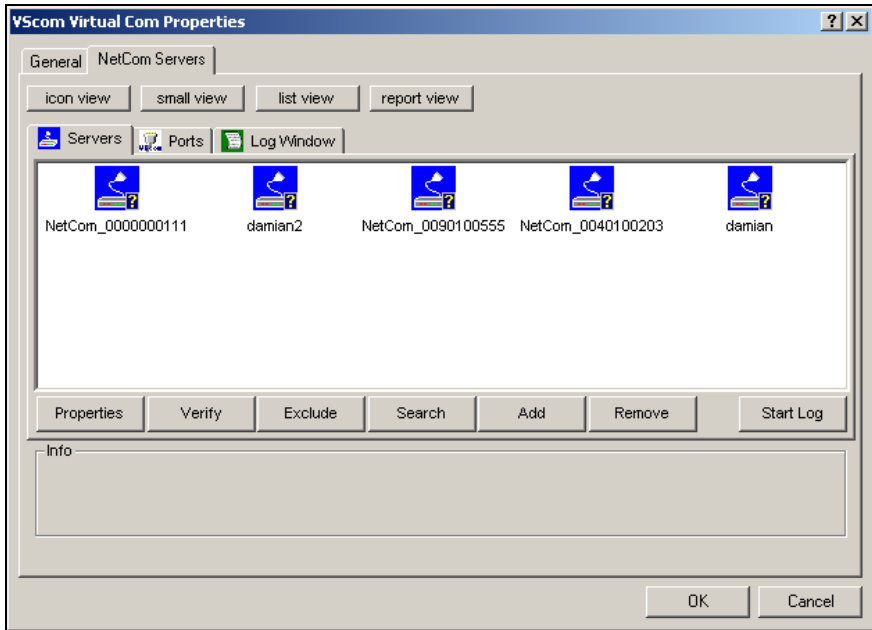 VScom Virtual Com Properties
General NetCom Servers
icon view small view list view report view
Servers Ports Log Window
NetCom_0000000111 damian2 NetCom_0090100555 NetCom_0040100203 damian
Properties Verify Exclude Search Add Remove Start Log
Info
OK Cancel